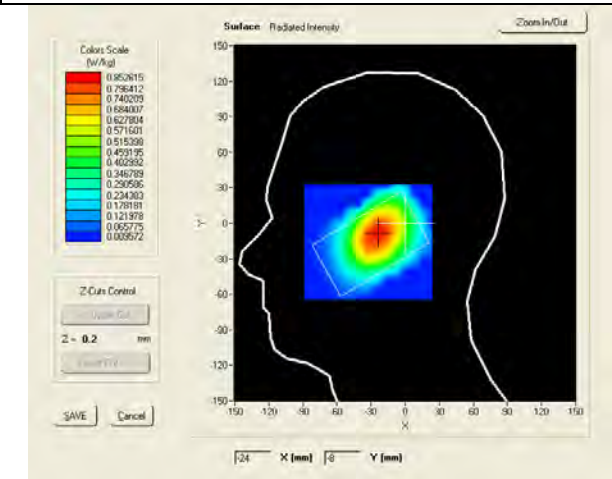 Surface Radiated Intensity
Zoom In/Out
Colors Scale
(W/kg)
0.852615
0.796412
0.740209
0.684007
0.627804
0.571601
0.515398
0.459195
0.402992
0.346789
0.290586
0.234383
0.178181
0.121978
0.065775
0.009572
150
120
90
60
30
0
-30
-60
-90
-120
-150
Y
-150 -120 -90 -60 -30 0 30 60 90 120 150
X
Z-Cuts Control
Z = 0.2 mm
SAVE Cancel
-24 X (mm) -8 Y (mm)